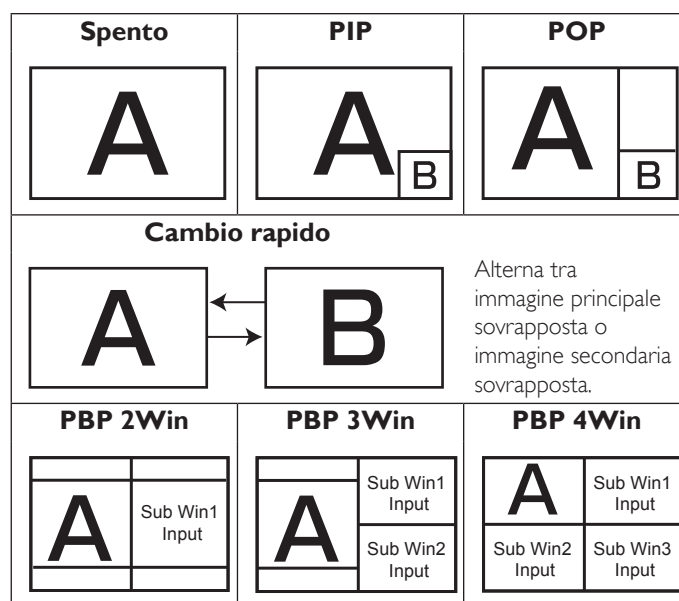 Spento
PIP
POP
A
A
B
A
B
Cambio rapido
A
B
Alterna tra
immagine principale
sovrapposta o
immagine secondaria
sovrapposta.
PBP 2Win
PBP 3Win
PBP 4Win
A
Sub Win1
Input
A
Sub Win1
Input
Sub Win2
Input
A
Sub Win1
Input
Sub Win2
Input
Sub Win3
Input